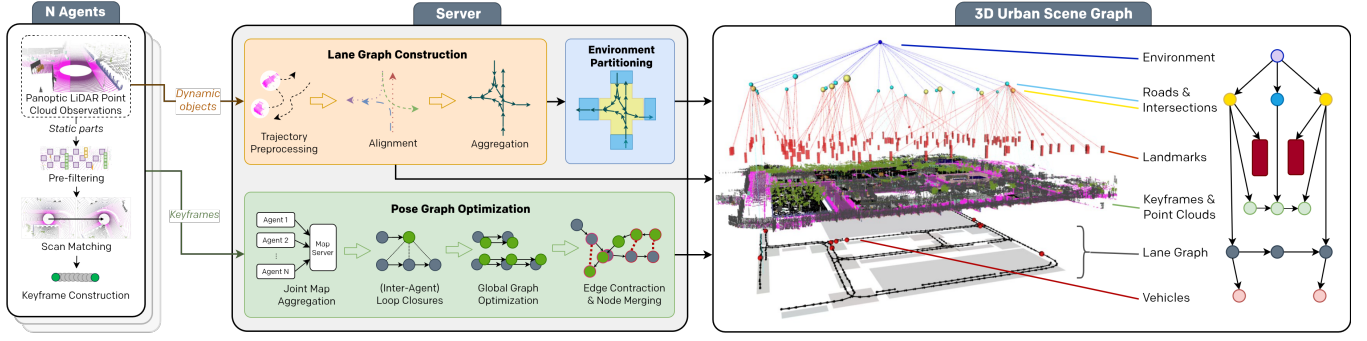 N Agents
Panoptic LiDAR Point
Cloud Observations
Static parts
Pre-filtering
Scan Matching
Keyframe Construction
Dynamic
objects
Keyframes
Server
Lane Graph Construction
Trajectory
Preprocessing
Alignment
Aggregation
Environment
Partitioning
Pose Graph Optimization
Agent 1
Agent 2
⋮
Agent N
Map
Server
Joint Map
Aggregation
(Inter-Agent)
Loop Closures
Global Graph
Optimization
Edge Contraction
& Node Merging
3D Urban Scene Graph
Environment
Roads &
Intersections
Landmarks
Keyframes &
Point Clouds
Lane Graph
Vehicles